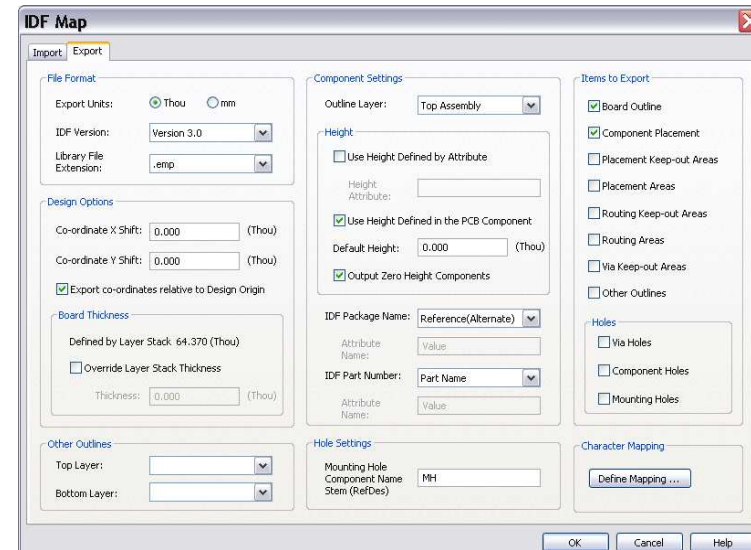 IDF Map
Import Export
File Format
Export Units: Thou mm
IDF Version: Version 3.0
Library File
Extension: .emp
Design Options
Co-ordinate X Shift: 0.000 (Thou)
Co-ordinate Y Shift: 0.000 (Thou)
Export co-ordinates relative to Design Origin
Board Thickness
Defined by Layer Stack 64.370 (Thou)
Override Layer Stack Thickness
Thickness: 0.000 (Thou)
Other Outlines
Top Layer:
Bottom Layer:
Component Settings
Outline Layer: Top Assembly
Height
Use Height Defined by Attribute
Height
Attribute:
Use Height Defined in the PCB Component
Default Height: 0.000 (Thou)
Output Zero Height Components
IDF Package Name: Reference(Alternate)
Attribute
Name: Value
IDF Part Number: Part Name
Attribute
Name: Value
Hole Settings
Mounting Hole
Component Name MH
Stem (RefDes)
Items to Export
Board Outline
Component Placement
Placement Keep-out Areas
Placement Areas
Routing Keep-out Areas
Routing Areas
Via Keep-out Areas
Other Outlines
Holes
Via Holes
Component Holes
Mounting Holes
Character Mapping
Define Mapping ...
OK Cancel Help